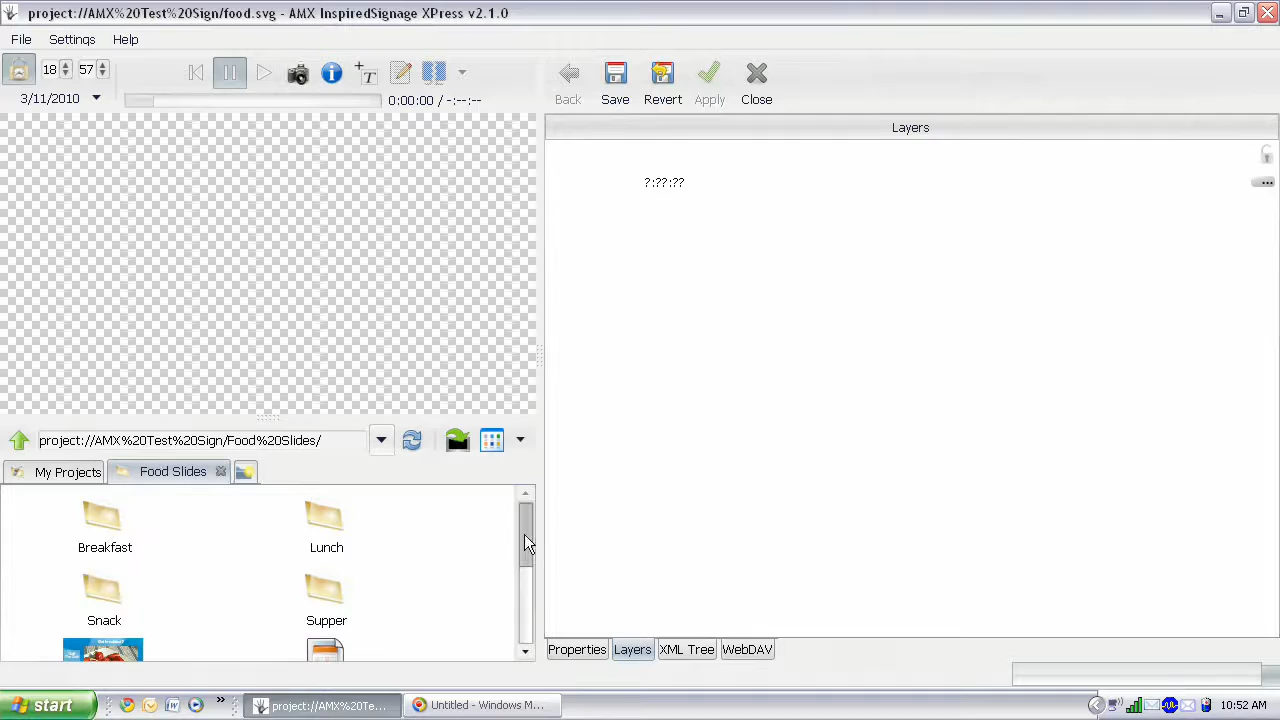 project://AMX%20Test%20Sign/food.svg - AMX InspiredSignage XPress v2.1.0
File Settings Help
18 57
3/11/2010
0:00:00 / --:--:--
T
Back Save Revert Apply Close
Layers
?:??:??
...
project://AMX%20Test%20Sign/Food%20Slides/
My Projects Food Slides
Breakfast Lunch
Snack Supper
Properties Layers XML Tree WebDAV
start
project://AMX%20Te...
Untitled - Windows M...
10:52 AM